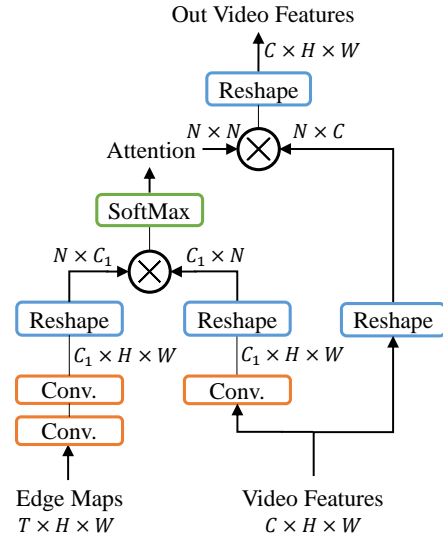 Out Video Features
C × H × W
Reshape
N × N
N × C
Attention
SoftMax
N × C₁
C₁ × N
Reshape
Reshape
Reshape
C₁ × H × W
C₁ × H × W
Conv.
Conv.
Conv.
Edge Maps
Video Features
T × H × W
C × H × W